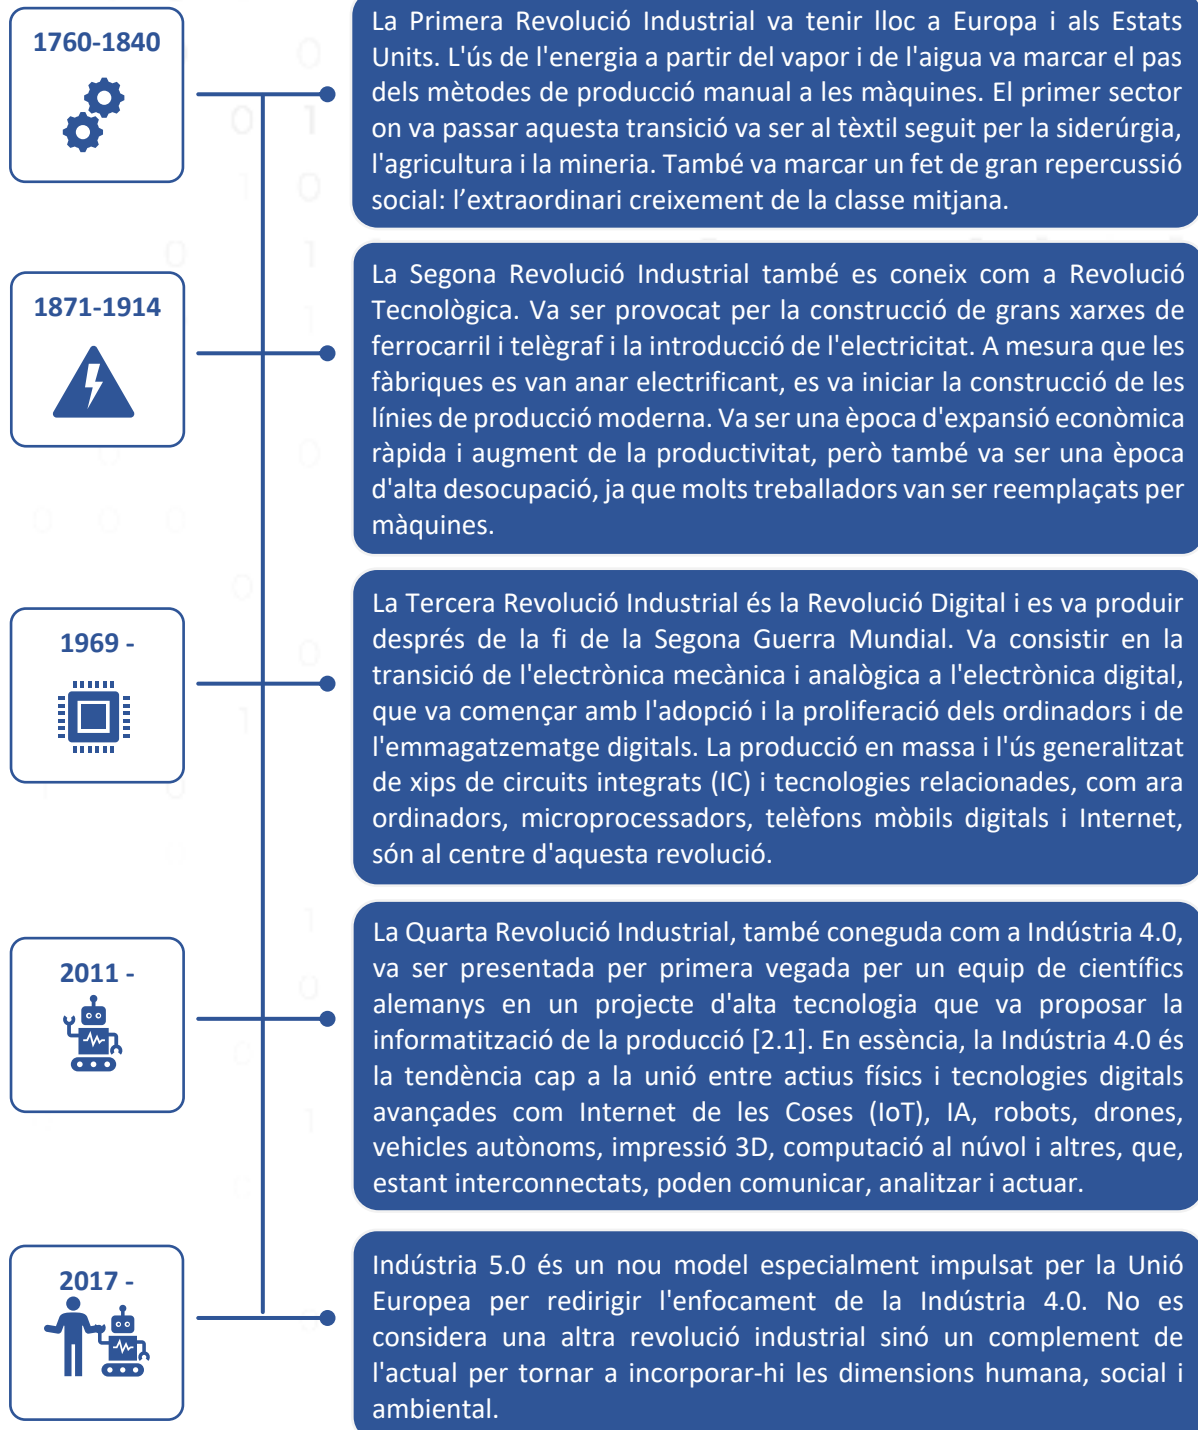 1760-1840
La Primera Revolució Industrial va tenir lloc a Europa i als Estats
Units. L'ús de l'energia a partir del vapor i de l'aigua va marcar el pas
dels mètodes de producció manual a les màquines. El primer sector
on va passar aquesta transició va ser al tèxtil seguit per la siderúrgia,
l'agricultura i la mineria. També va marcar un fet de gran repercussió
social: l’extraordinari creixement de la classe mitjana.
1871-1914
La Segona Revolució Industrial també es coneix com a Revolució
Tecnològica. Va ser provocat per la construcció de grans xarxes de
ferrocarril i telègraf i la introducció de l'electricitat. A mesura que les
fàbriques es van anar electrificant, es va iniciar la construcció de les
línies de producció moderna. Va ser una època d'expansió econòmica
ràpida i augment de la productivitat, però també va ser una època
d'alta desocupació, ja que molts treballadors van ser reemplaçats per
màquines.
1969 -
La Tercera Revolució Industrial és la Revolució Digital i es va produir
després de la fi de la Segona Guerra Mundial. Va consistir en la
transició de l'electrònica mecànica i analògica a l'electrònica digital,
que va començar amb l'adopció i la proliferació dels ordinadors i de
l'emmagatzematge digitals. La producció en massa i l'ús generalitzat
de xips de circuits integrats (IC) i tecnologies relacionades, com ara
ordinadors, microprocessadors, telèfons mòbils digitals i Internet,
són al centre d'aquesta revolució.
2011 -
La Quarta Revolució Industrial, també coneguda com a Indústria 4.0,
va ser presentada per primera vegada per un equip de científics
alemanys en un projecte d'alta tecnologia que va proposar la
informatització de la producció [2.1]. En essència, la Indústria 4.0 és
la tendència cap a la unió entre actius físics i tecnologies digitals
avançades com Internet de les Coses (IoT), IA, robots, drones,
vehicles autònoms, impressió 3D, computació al núvol i altres, que,
estant interconnectats, poden comunicar, analitzar i actuar.
2017 -
Indústria 5.0 és un nou model especialment impulsat per la Unió
Europea per redirigir l'enfocament de la Indústria 4.0. No es
considera una altra revolució industrial sinó un complement de
l'actual per tornar a incorporar-hi les dimensions humana, social i
ambiental.